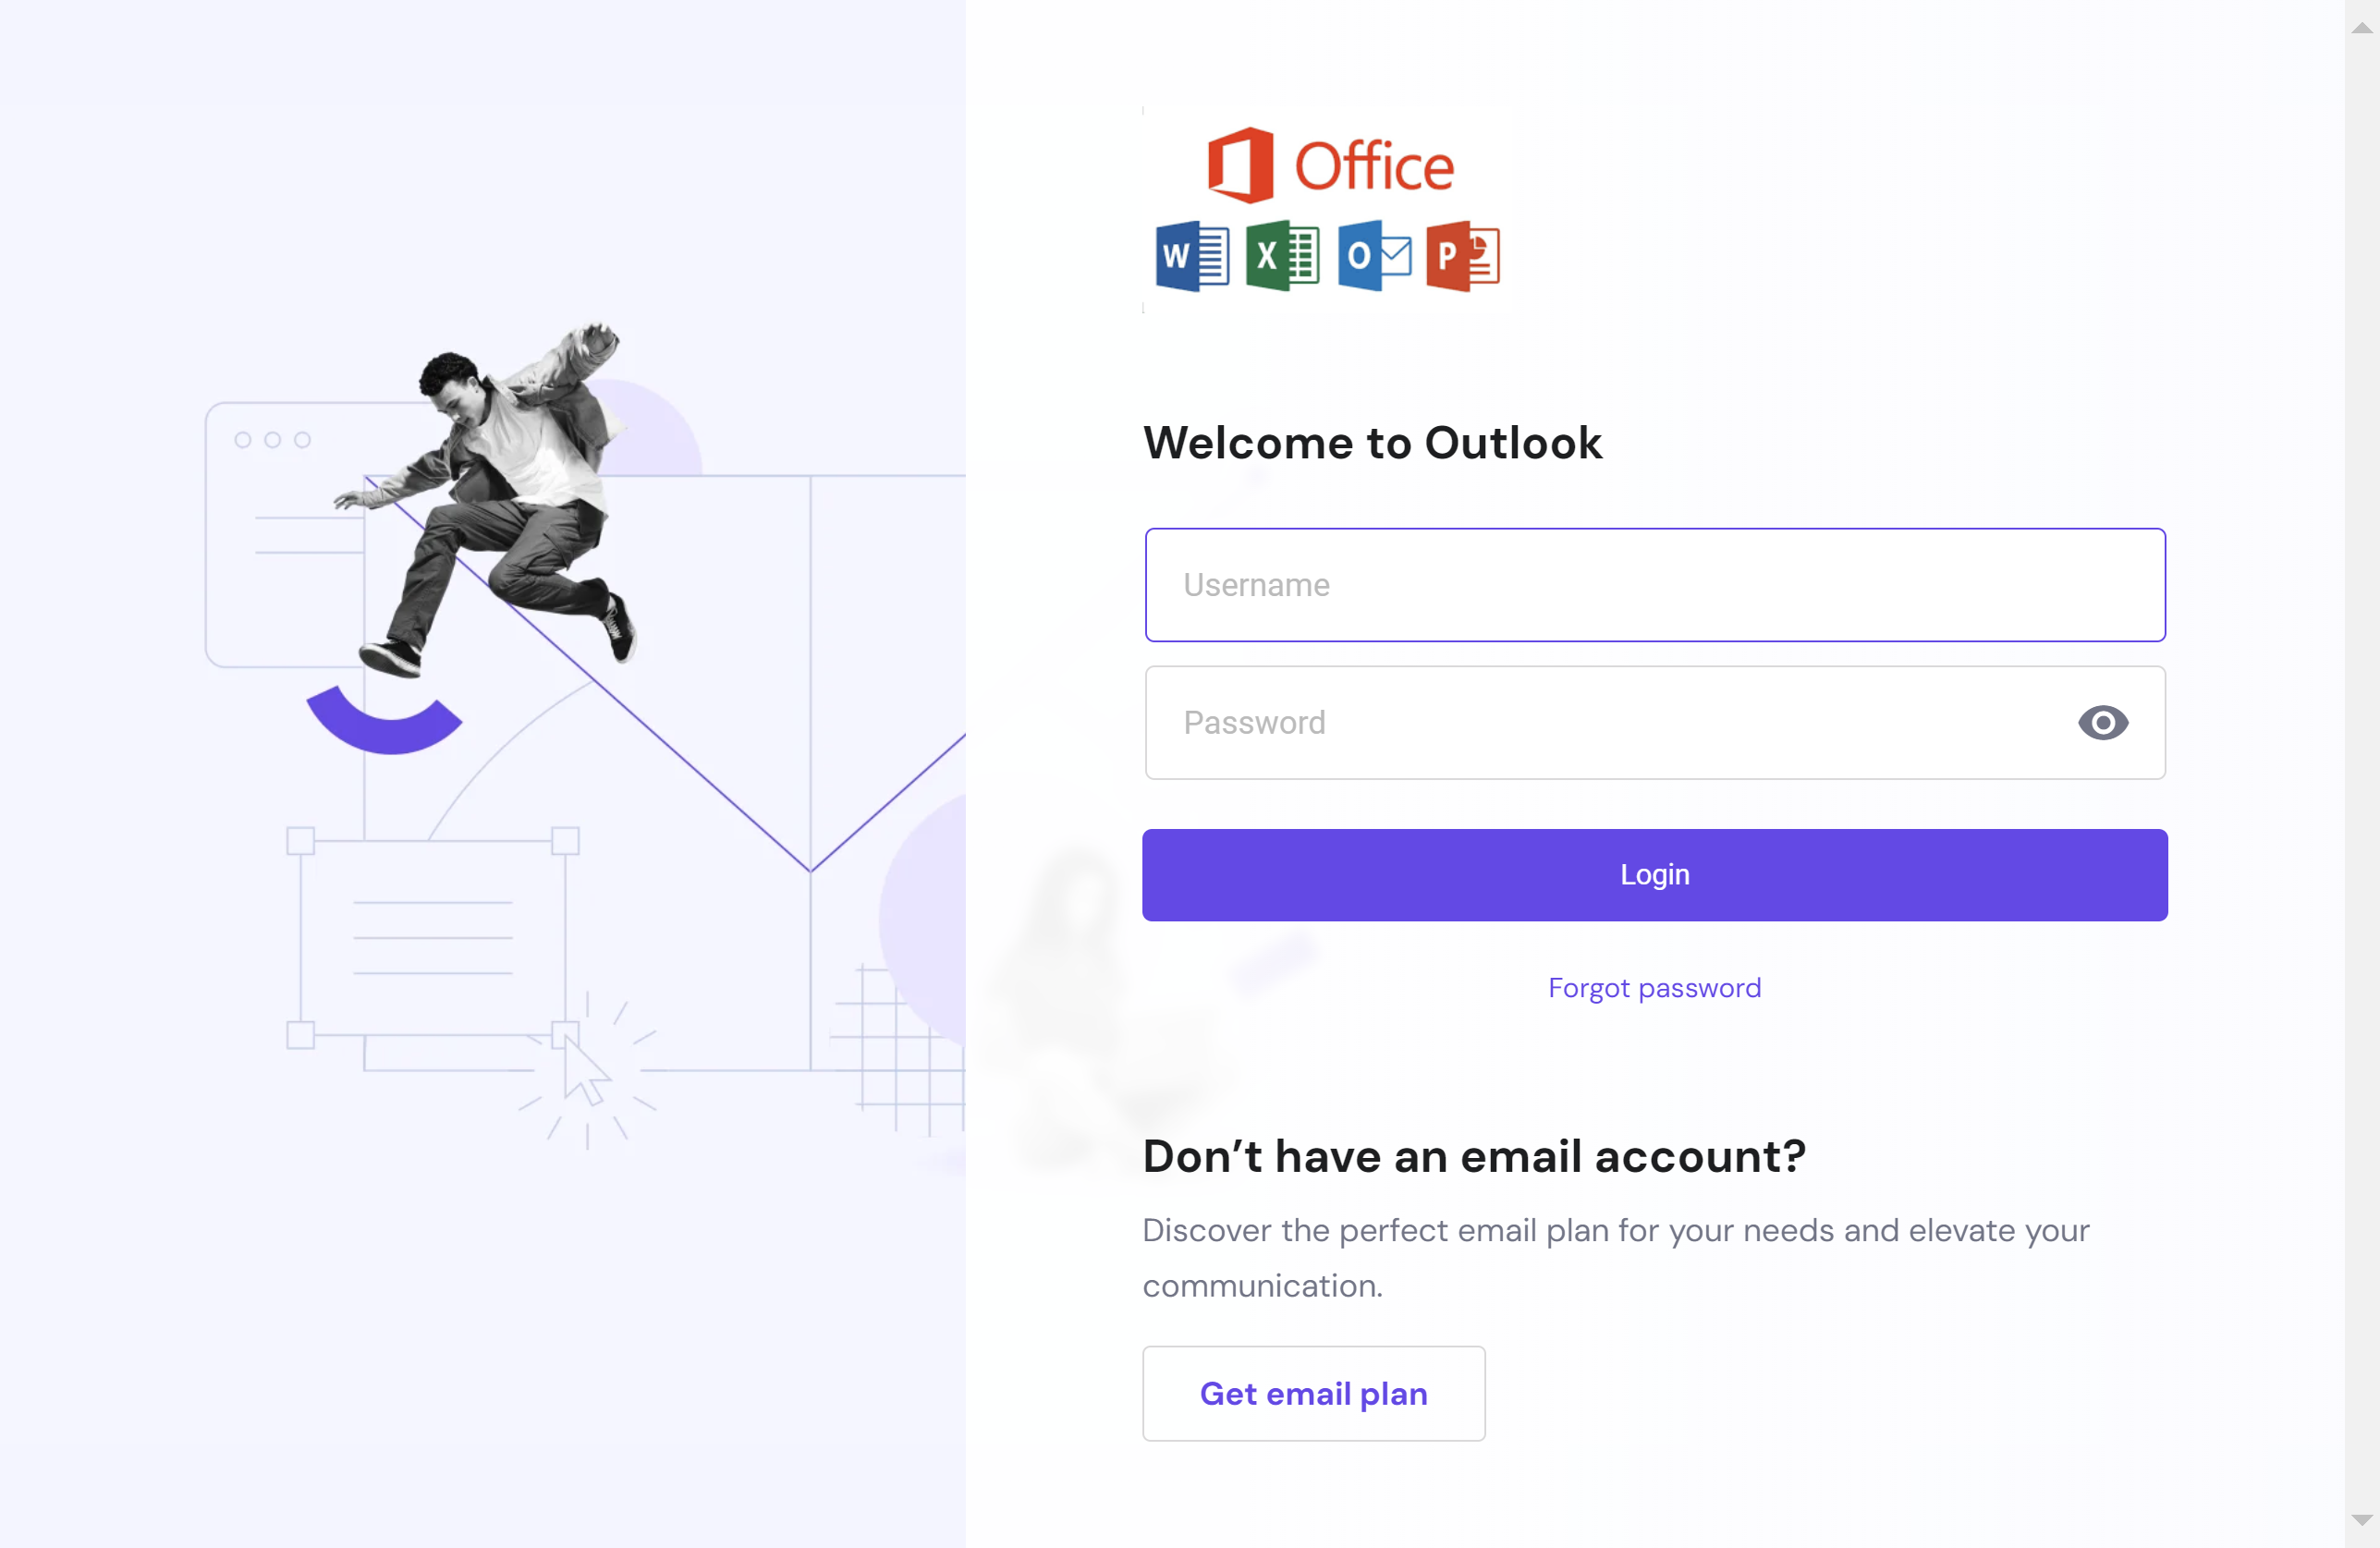 Office
W X O P
Welcome to Outlook
Username
Password
Login
Forgot password
Don’t have an email account?
Discover the perfect email plan for your needs and elevate your
communication.
Get email plan